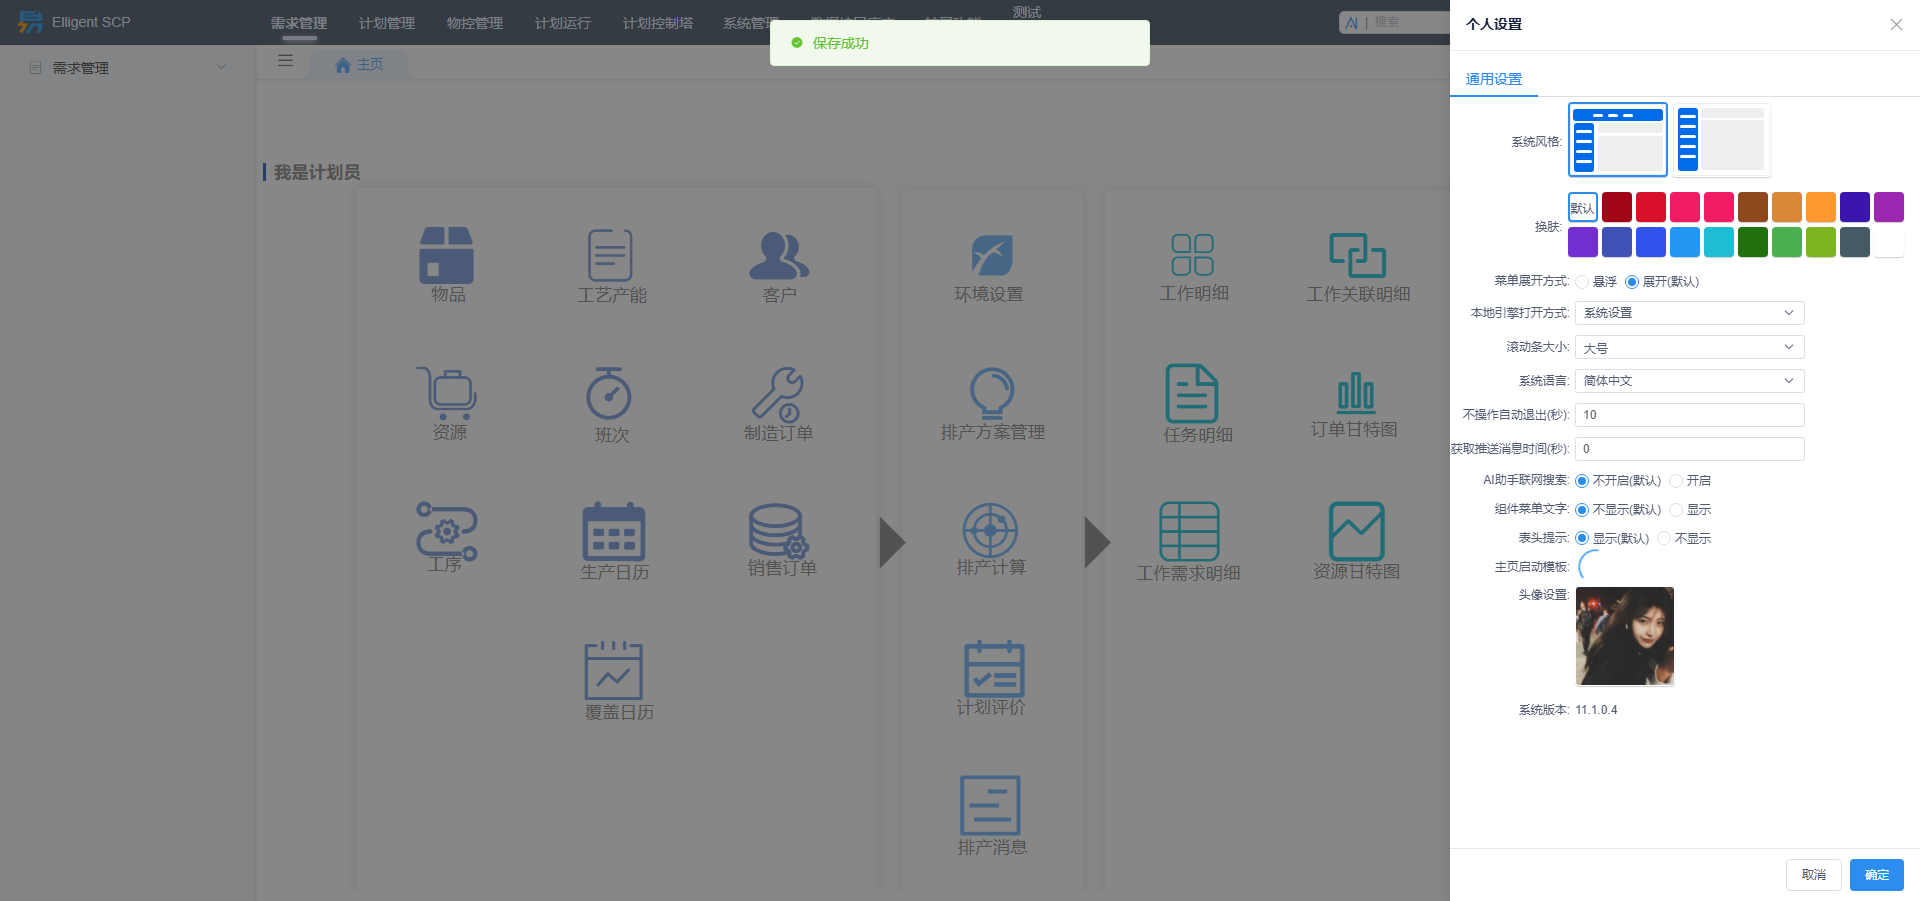 Elligent SCP
需求管理
计划管理
物控管理
计划运行
计划控制塔
系统管理
测试
AI | 搜索
保存成功
需求管理
主页
我是计划员
物品
工艺产能
客户
环境设置
工作明细
工作关联明细
资源
班次
制造订单
排产方案管理
任务明细
订单甘特图
工序
生产日历
销售订单
排产计算
工作需求明细
资源甘特图
覆盖日历
计划评价
排产消息
个人设置
通用设置
系统风格:
换肤:
默认
菜单展开方式: 悬浮 展开(默认)
本地引擎打开方式: 系统设置
滚动条大小: 大号
系统语言: 简体中文
不操作自动退出(秒): 10
获取推送消息时间(秒): 0
AI助手联网搜索: 不开启(默认) 开启
组件菜单文字: 不显示(默认) 显示
表头提示: 显示(默认) 不显示
主页启动模板:
头像设置:
系统版本: 11.1.0.4
取消
确定